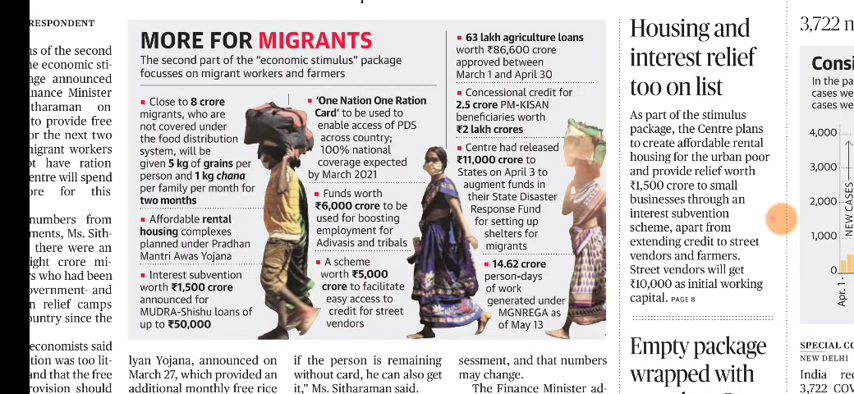 RESPONDENT
us of the second
e economic sti-
age announced
inance Minister
tharaman on
to provide free
or the next two
migrant workers
ot have ration
entre will spend
ore for this
numbers from
ments, Ms. Sith-
there were an
ight crore mi-
rs who had been
overnment- and
n relief camps
ountry since the
economists said
tion was too lit-
and that the free
rovision should
MORE FOR MIGRANTS
The second part of the "economic stimulus" package
focusses on migrant workers and farmers
Close to 8 crore
migrants, who are
not covered under
the food distribution
system, will be
given 5 kg of grains per
person and 1 kg chana
per family per month for
two months
Affordable rental
housing complexes
planned under Pradhan
Mantri Awas Yojana
Interest subvention
worth ₹1,500 crore
announced for
MUDRA-Shishu loans of
up to ₹50,000
'One Nation One Ration
Card' to be used to
enable access of PDS
across country;
100% national
coverage expected
by March 2021
Funds worth
₹6,000 crore to be
used for boosting
employment for
Adivasis and tribals
A scheme
worth ₹5,000
crore to facilitate
easy access to
credit for street
vendors
63 lakh agriculture loans
worth ₹86,600 crore
approved between
March 1 and April 30
Concessional credit for
2.5 crore PM-KISAN
beneficiaries worth
₹2 lakh crores
Centre had released
₹11,000 crore to
States on April 3 to
augment funds in
their State Disaster
Response Fund
for setting up
shelters for
migrants
14.62 crore
person-days
of work
generated under
MGNREGA as
of May 13
lyan Yojana, announced on
March 27, which provided an
additional monthly free rice
if the person is remaining
without card, he can also get
it," Ms. Sitharaman said.
sessment, and that numbers
may change.
The Finance Minister ad-
Housing and
interest relief
too on list
As part of the stimulus
package, the Centre plans
to create affordable rental
housing for the urban poor
and provide relief worth
₹1,500 crore to small
businesses through an
interest subvention
scheme, apart from
extending credit to street
vendors and farmers.
Street vendors will get
₹10,000 as initial working
capital. PAGE 8
Empty package
wrapped with
3,722 n
Consi
In the pa
cases we
cases we
4,000
3,000
2,000
1,000
0
NEW CASES
Apr. 1
SPECIAL CO
NEW DELHI
India rec
3,722 COV